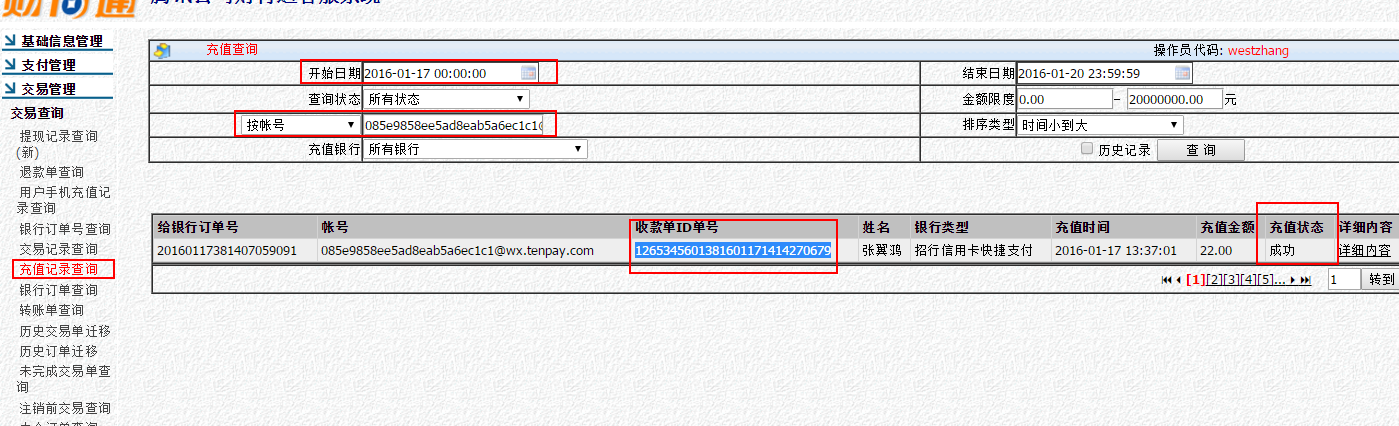 财付通 腾讯公司财付通客服系统
基础信息管理
支付管理
交易管理
交易查询
提现记录查询
(新)
退款单查询
用户手机充值记
录查询
银行订单号查询
交易记录查询
充值记录查询
银行订单查询
转账单查询
历史交易单迁移
历史订单迁移
未完成交易单查
询
注销前交易查询
充值查询 操作员代码: westzhang
开始日期 2016-01-17 00:00:00 结束日期 2016-01-20 23:59:59
查询状态 所有状态 金额限度 0.00 – 20000000.00 元
按帐号 085e9858ee5ad8eab5a6ec1c1@ 排序类型 时间小到大
充值银行 所有银行 历史记录 查 询
给银行订单号 帐号 收款单ID单号 姓名 银行类型 充值时间 充值金额 充值状态 详细内容
20160117381407059091 085e9858ee5ad8eab5a6ec1c1@wx.tenpay.com 1265345601381601171414270679 张翼鸿 招行信用卡快捷支付 2016-01-17 13:37:01 22.00 成功 详细内容
[1][2][3][4][5]... 1 转到